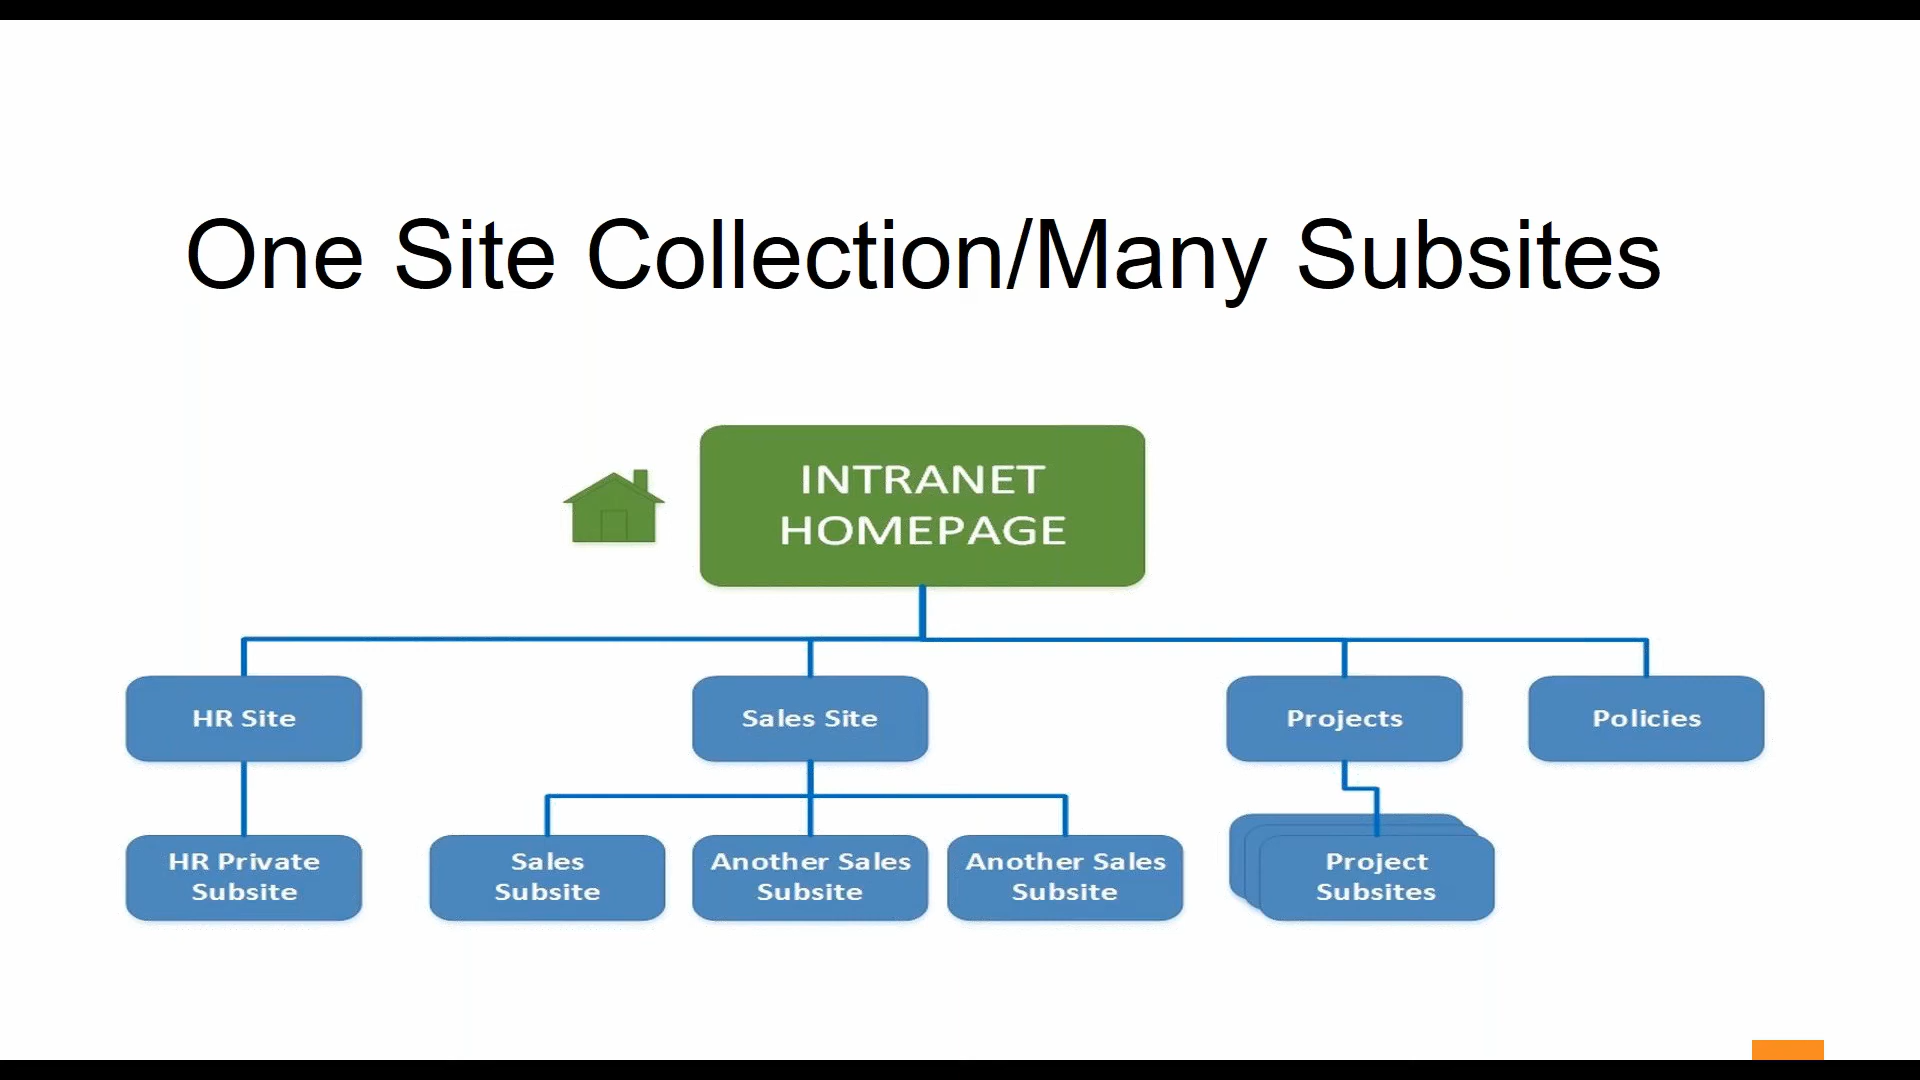 One Site Collection/Many Subsites
INTRANET
HOMEPAGE
HR Site
Sales Site
Projects
Policies
HR Private
Subsite
Sales
Subsite
Another Sales
Subsite
Another Sales
Subsite
Project
Subsites